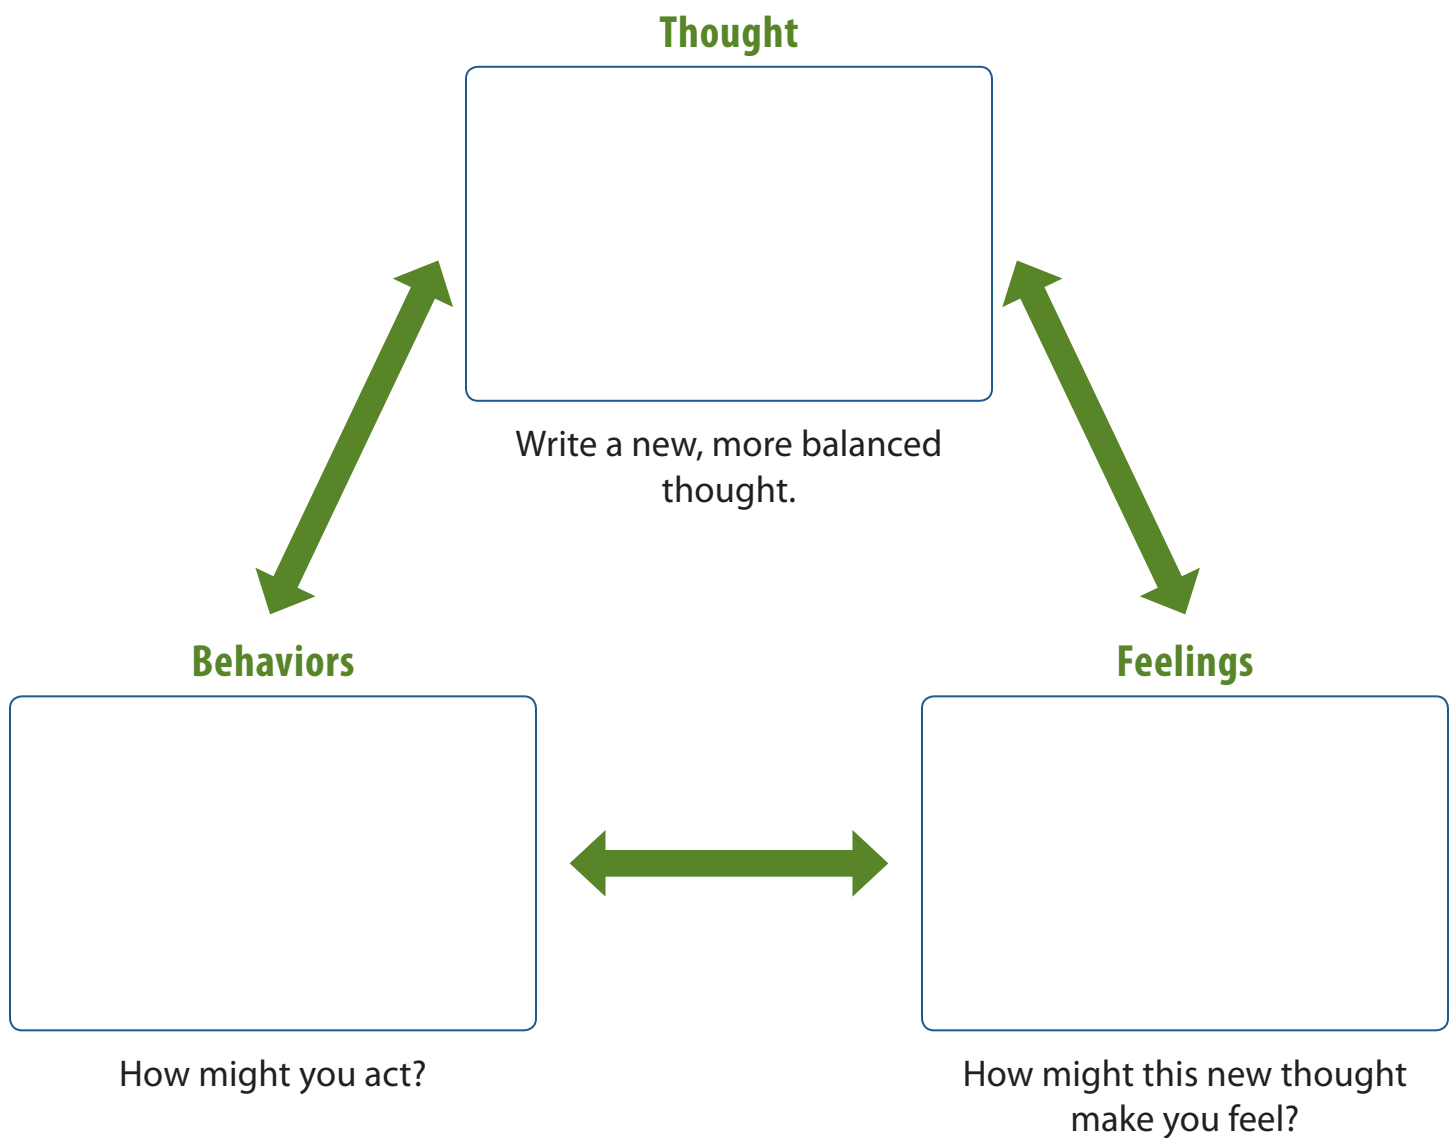 Thought
Write a new, more balanced
thought.
Behaviors
Feelings
How might you act?
How might this new thought
make you feel?